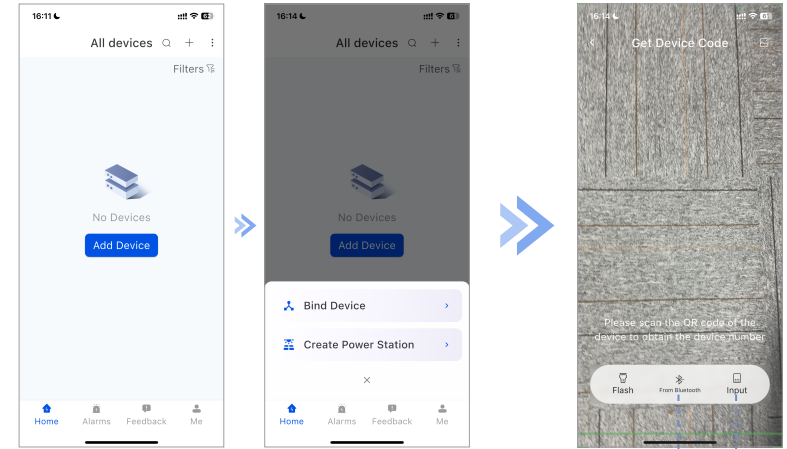 16:11
All devices
Filters
No Devices
Add Device
Home
Alarms
Feedback
Me
16:14
All devices
Filters
No Devices
Add Device
Bind Device
Create Power Station
Home
Alarms
Feedback
Me
16:14
Get Device Code
Please scan the QR code of the
device to obtain the device number
Flash
From Bluetooth
Input